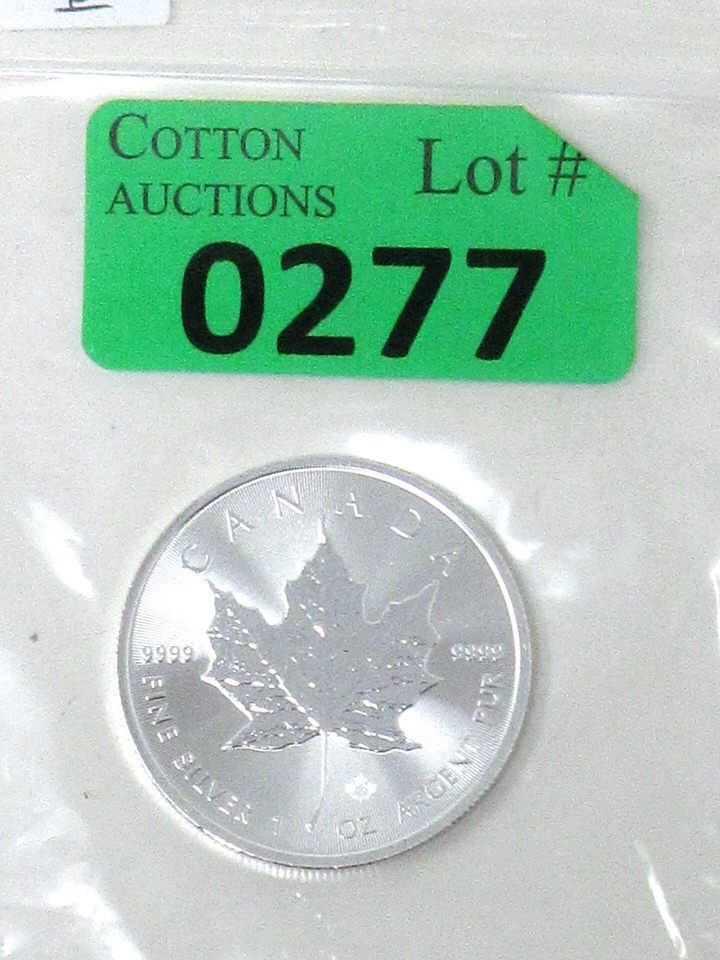 COTTON
AUCTIONS
Lot #
0277
CANADA
9999
9999
FINE SILVER 1 OZ ARGENT PUR